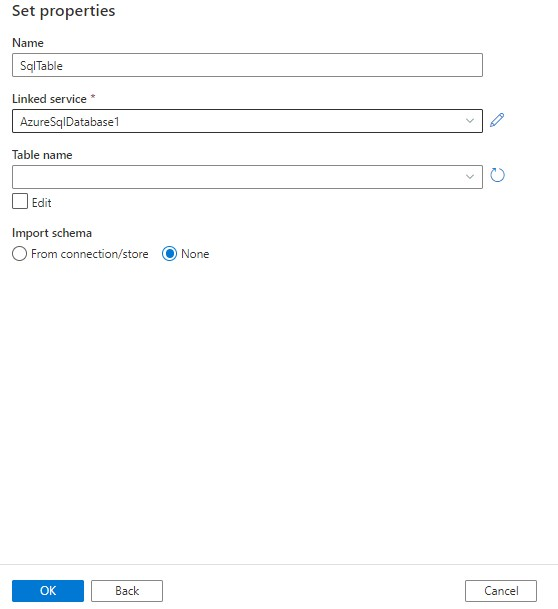 Set properties
Name
SqlTable
Linked service *
AzureSqlDatabase1
Table name
Edit
Import schema
From connection/store None
OK Back Cancel